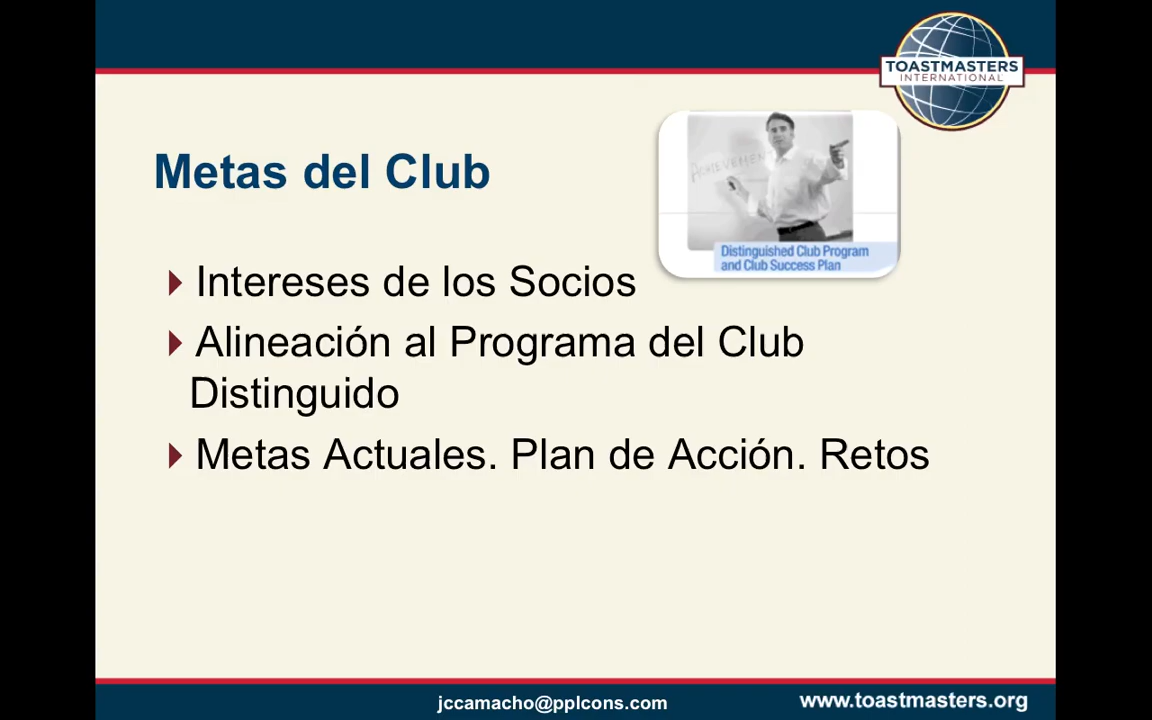 TOASTMASTERS
INTERNATIONAL
Metas del Club
ACHIEVEMEN
Distinguished Club Program
and Club Success Plan
Intereses de los Socios
Alineación al Programa del Club
Distinguido
Metas Actuales. Plan de Acción. Retos
jccamacho@pplcons.com
www.toastmasters.org